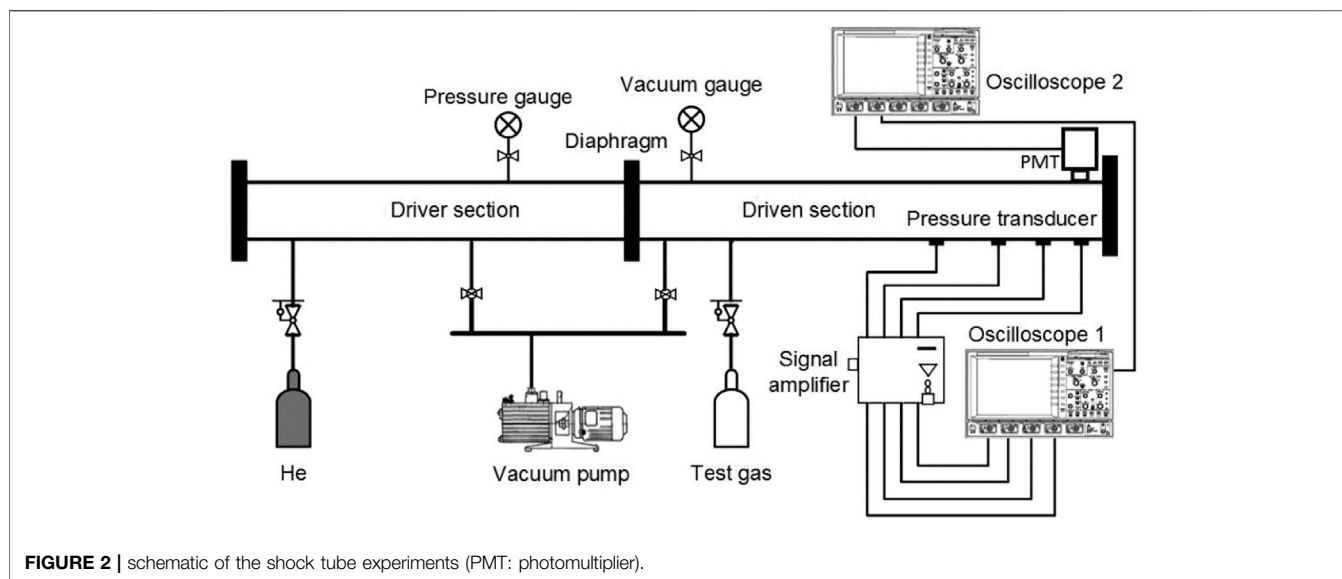 Oscilloscope 2
Pressure gauge
Vacuum gauge
Diaphragm
PMT
Driver section
Driven section
Pressure transducer
Signal
amplifier
Oscilloscope 1
He
Vacuum pump
Test gas
FIGURE 2 | schematic of the shock tube experiments (PMT: photomultiplier).